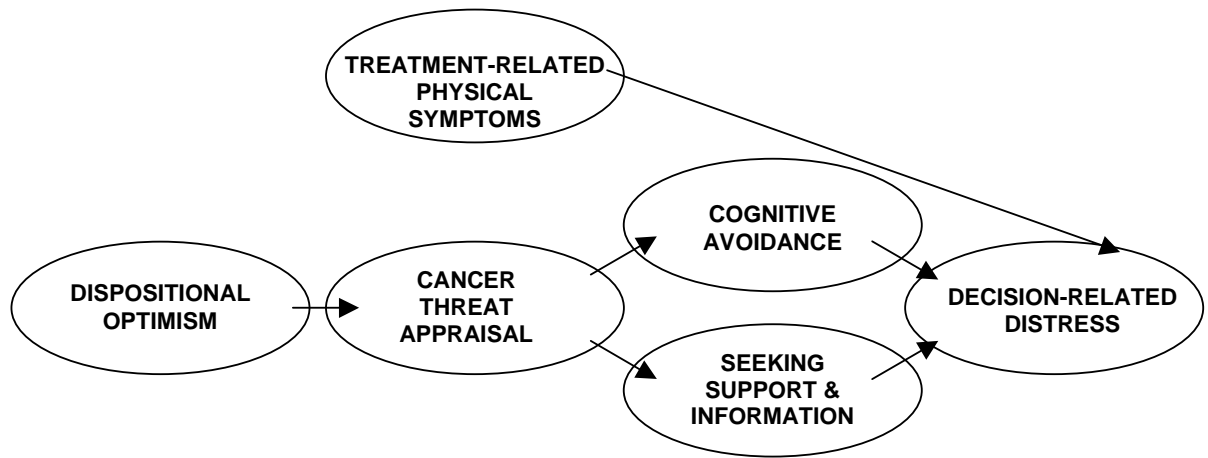 TREATMENT-RELATED
PHYSICAL
SYMPTOMS
COGNITIVE
AVOIDANCE
DISPOSITIONAL
OPTIMISM
CANCER
THREAT
APPRAISAL
DECISION-RELATED
DISTRESS
SEEKING
SUPPORT &
INFORMATION